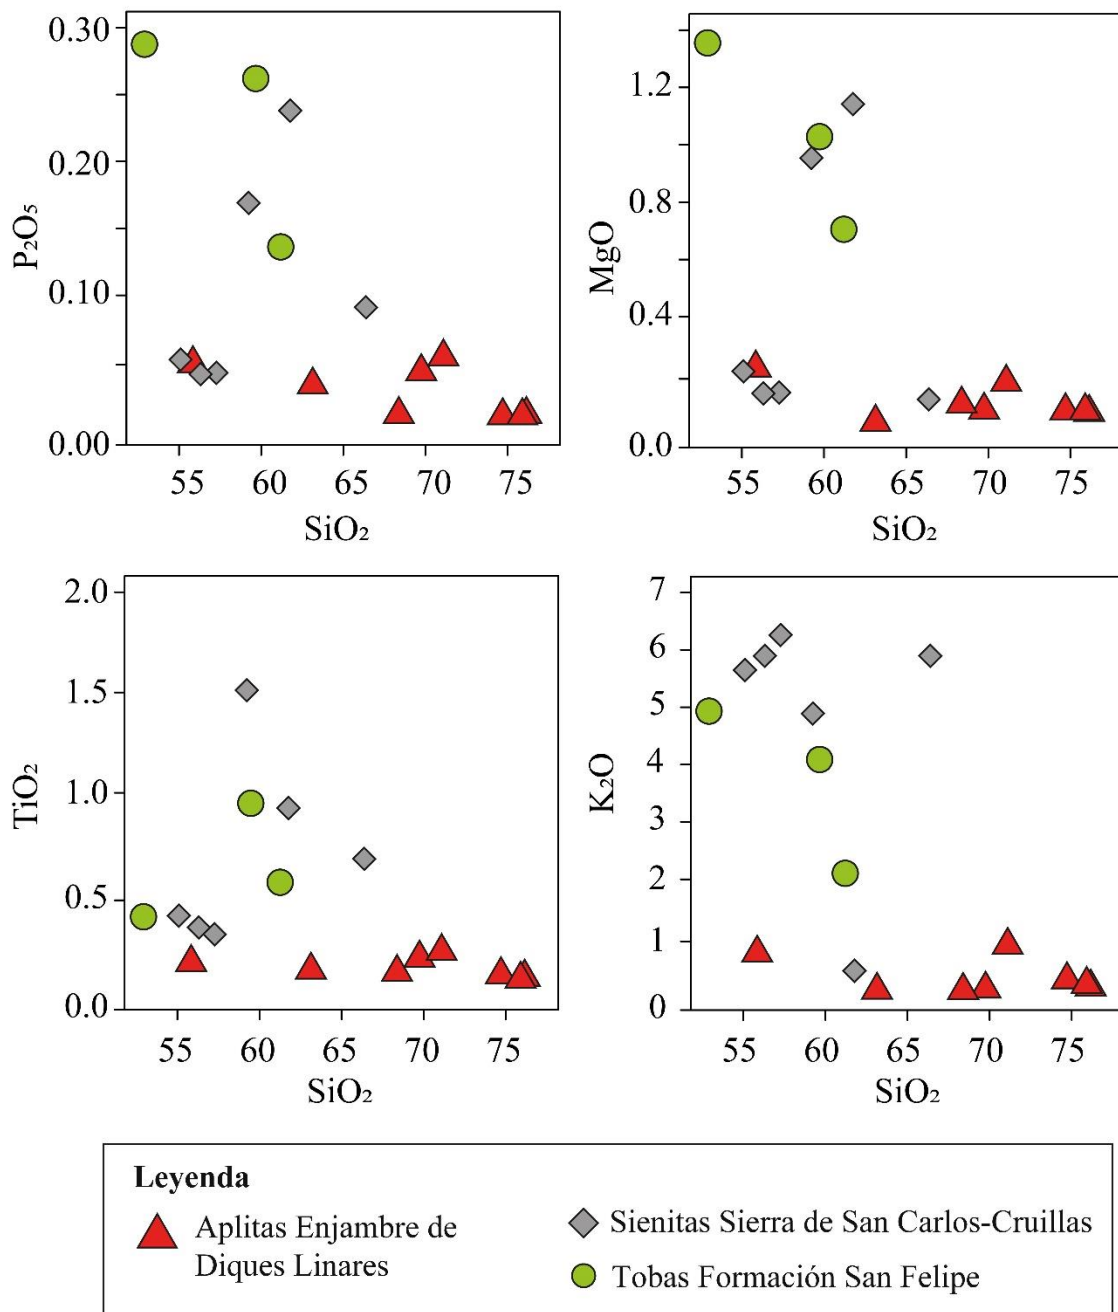 0.30
0.20
0.10
0.00
P₂O₅
55 60 65 70 75
SiO₂
1.2
0.8
0.4
0.0
MgO
55 60 65 70 75
SiO₂
2.0
1.5
1.0
0.5
0.0
TiO₂
55 60 65 70 75
SiO₂
7
6
5
4
3
2
1
0
K₂O
55 60 65 70 75
SiO₂
Leyenda
Aplitas Enjambre de
Diques Linares
Sienitas Sierra de San Carlos-Cruillas
Tobas Formación San Felipe